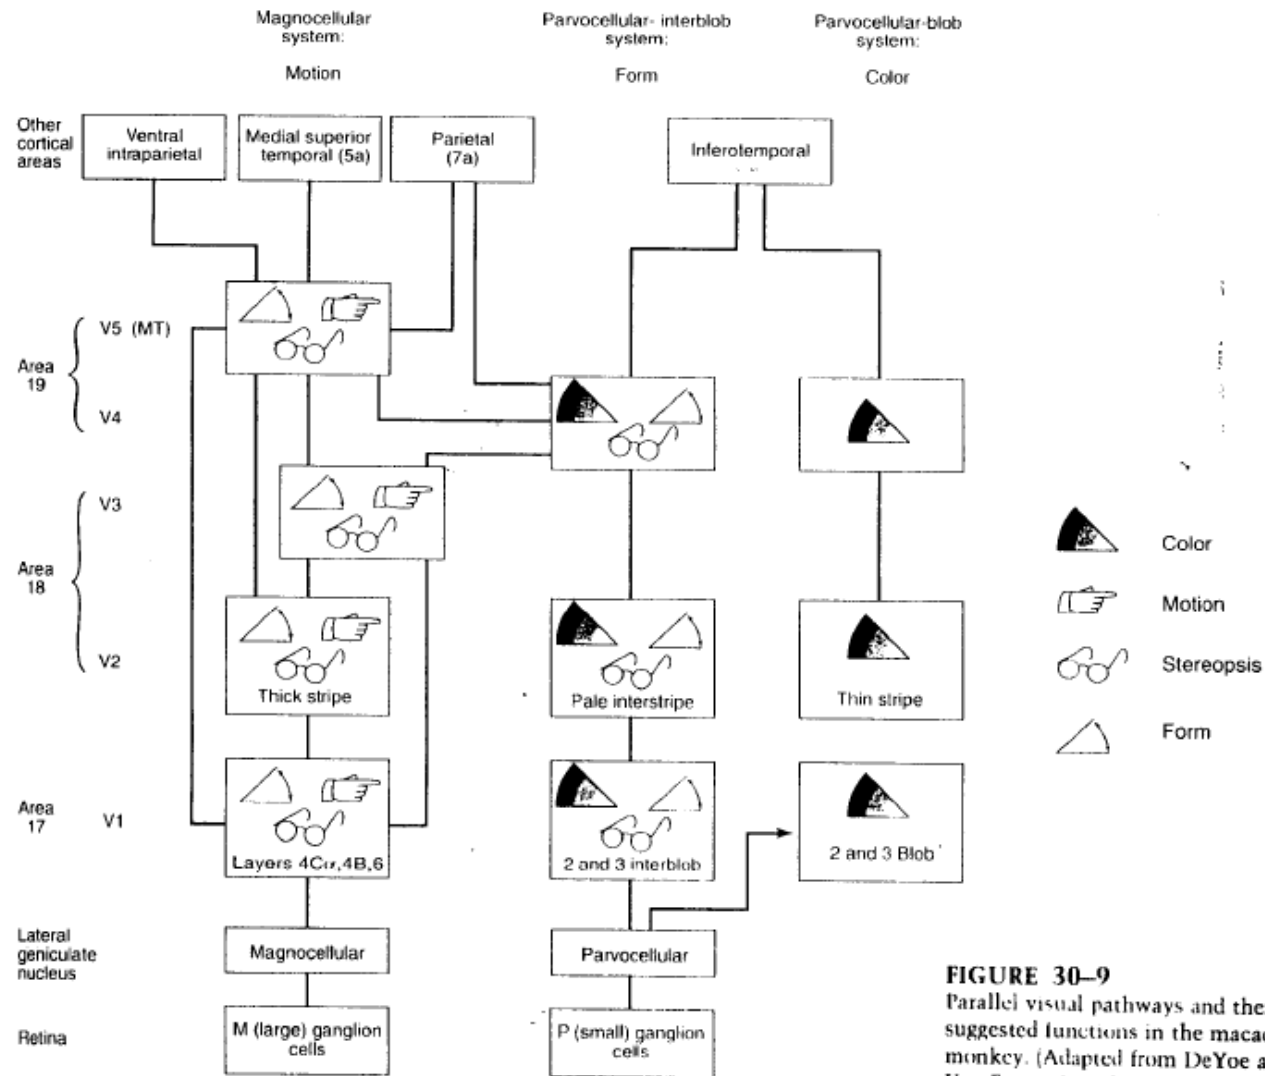 Magnocellular
system:
Motion
Parvocellular- interblob
system:
Form
Parvocellular-blob
system:
Color
Other
cortical
areas
Ventral
intraparietal
Medial superior
temporal (5a)
Parietal
(7a)
Inferotemporal
Area
19
V5 (MT)
V4
Area
18
V3
V2
Thick stripe
Pale interstripe
Thin stripe
Color
Motion
Stereopsis
Form
Area
17
V1
Layers 4Cα,4B,6
2 and 3 interblob
2 and 3 Blob
Lateral
geniculate
nucleus
Magnocellular
Parvocellular
Retina
M (large) ganglion
cells
P (small) ganglion
cells
FIGURE 30–9
Parallel visual pathways and
suggested functions in the
monkey. (Adapted from DeYoe